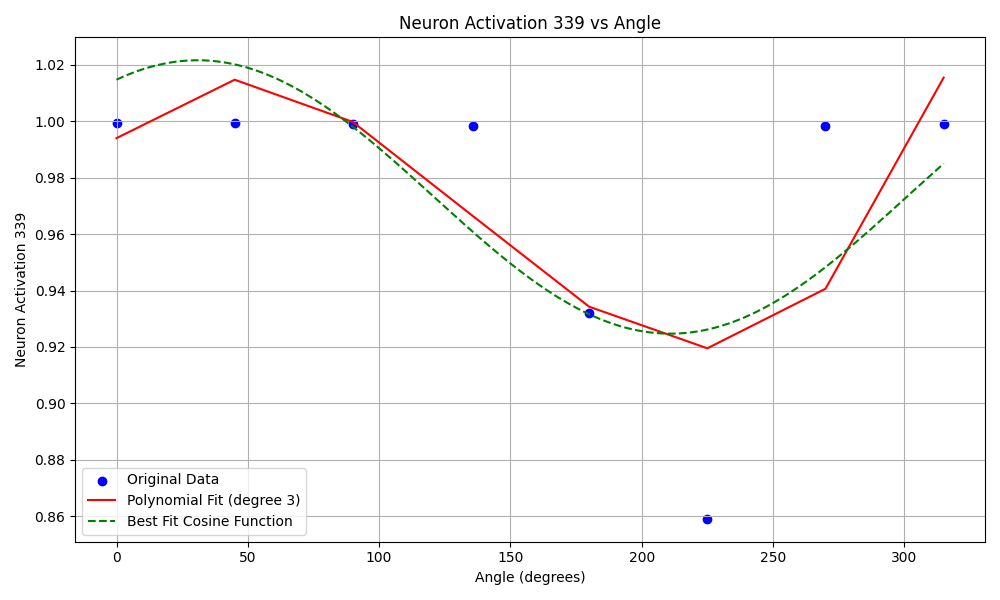 Neuron Activation 339 vs Angle
Neuron Activation 339
1.02
1.00
0.98
0.96
0.94
0.92
0.90
0.88
0.86
Original Data
Polynomial Fit (degree 3)
Best Fit Cosine Function
0 50 100 150 200 250 300
Angle (degrees)